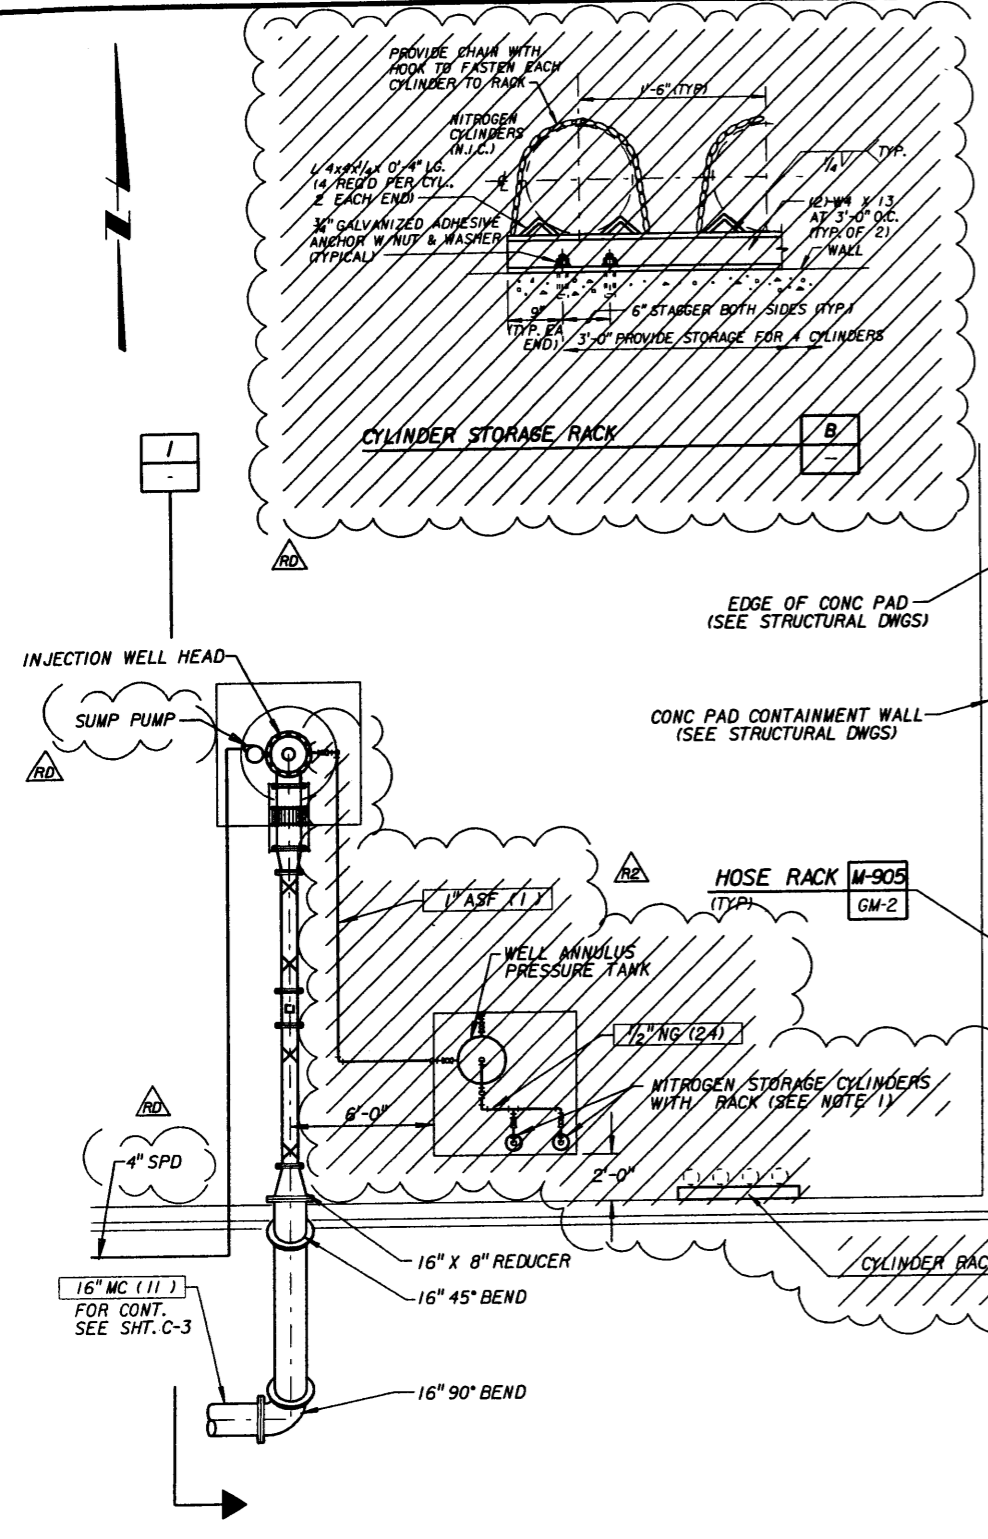 PROVIDE CHAIN WITH
HOOK TO FASTEN EACH
CYLINDER TO RACK
1'-6" (TYP)
NITROGEN
CYLINDERS
(N.I.C.)
TYP.
1/4
L 4x4x1/4 x 0'-4" LG.
(4 REQ'D PER CYL.,
2 EACH END)
℄
(2) W4 X 13
AT 3'-0" O.C.
(TYP. OF 2)
3/4" GALVANIZED ADHESIVE
ANCHOR W/NUT & WASHER
(TYPICAL)
WALL
9"
(TYP. EA
END)
6" STAGGER BOTH SIDES (TYP.)
3'-0" PROVIDE STORAGE FOR 4 CYLINDERS
CYLINDER STORAGE RACK
B
-
N
1
-
RD
EDGE OF CONC PAD
(SEE STRUCTURAL DWGS)
INJECTION WELL HEAD
SUMP PUMP
CONC PAD CONTAINMENT WALL
(SEE STRUCTURAL DWGS)
RD
R2
HOSE RACK
(TYP)
M-905
GM-2
1" ASF (1)
WELL ANNULUS
PRESSURE TANK
1/2" NG (24)
NITROGEN STORAGE CYLINDERS
WITH RACK (SEE NOTE 1)
RD
6'-0"
2'-0"
4" SPD
16" X 8" REDUCER
CYLINDER RAC
16" MC (11)
FOR CONT.
SEE SHT. C-3
16" 45° BEND
16" 90° BEND